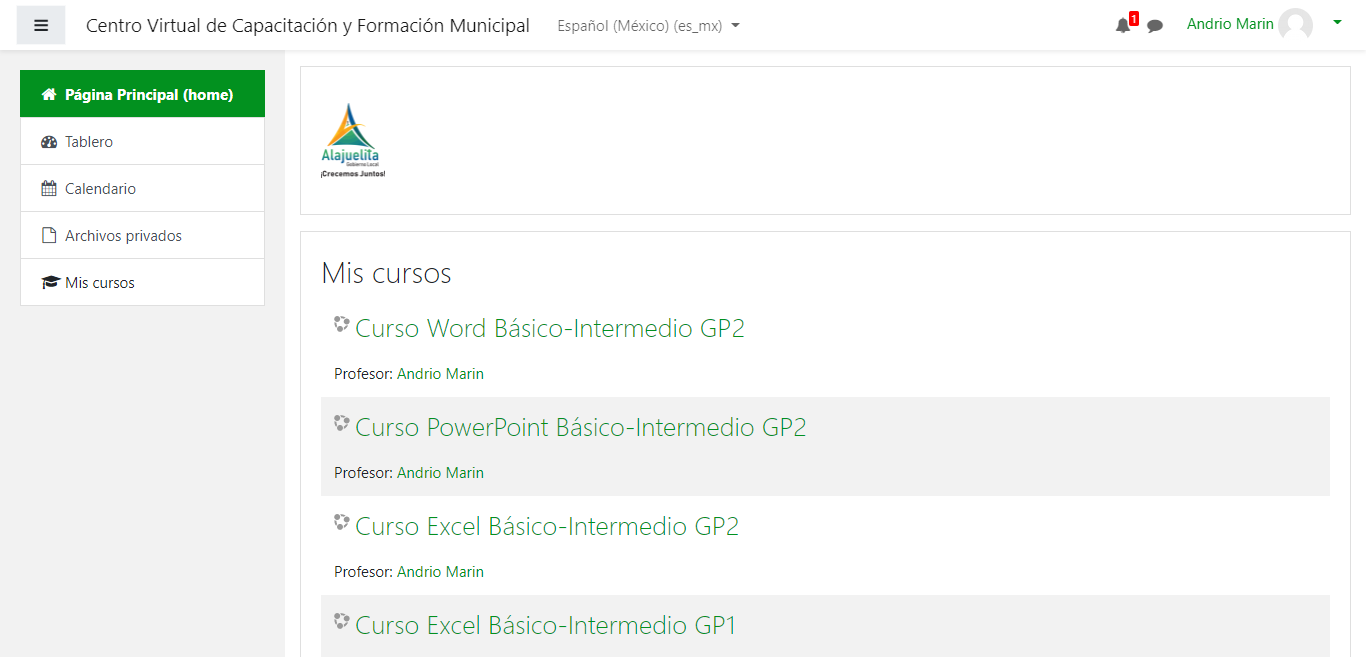 Centro Virtual de Capacitación y Formación Municipal
Español (México) (es_mx)
1
Andrio Marin
Página Principal (home)
Tablero
Calendario
Archivos privados
Mis cursos
Alajuelita
Gobierno Local
¡Crecemos Juntos!
Mis cursos
Curso Word Básico-Intermedio GP2
Profesor: Andrio Marin
Curso PowerPoint Básico-Intermedio GP2
Profesor: Andrio Marin
Curso Excel Básico-Intermedio GP2
Profesor: Andrio Marin
Curso Excel Básico-Intermedio GP1